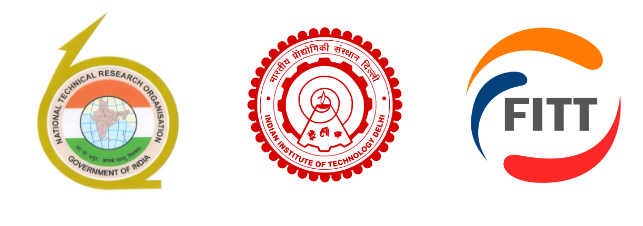 NATIONAL TECHNICAL RESEARCH ORGANISATION
GOVERNMENT OF INDIA
भारतीय प्रौद्योगिकी संस्थान दिल्ली
INDIAN INSTITUTE OF TECHNOLOGY DELHI
FITT